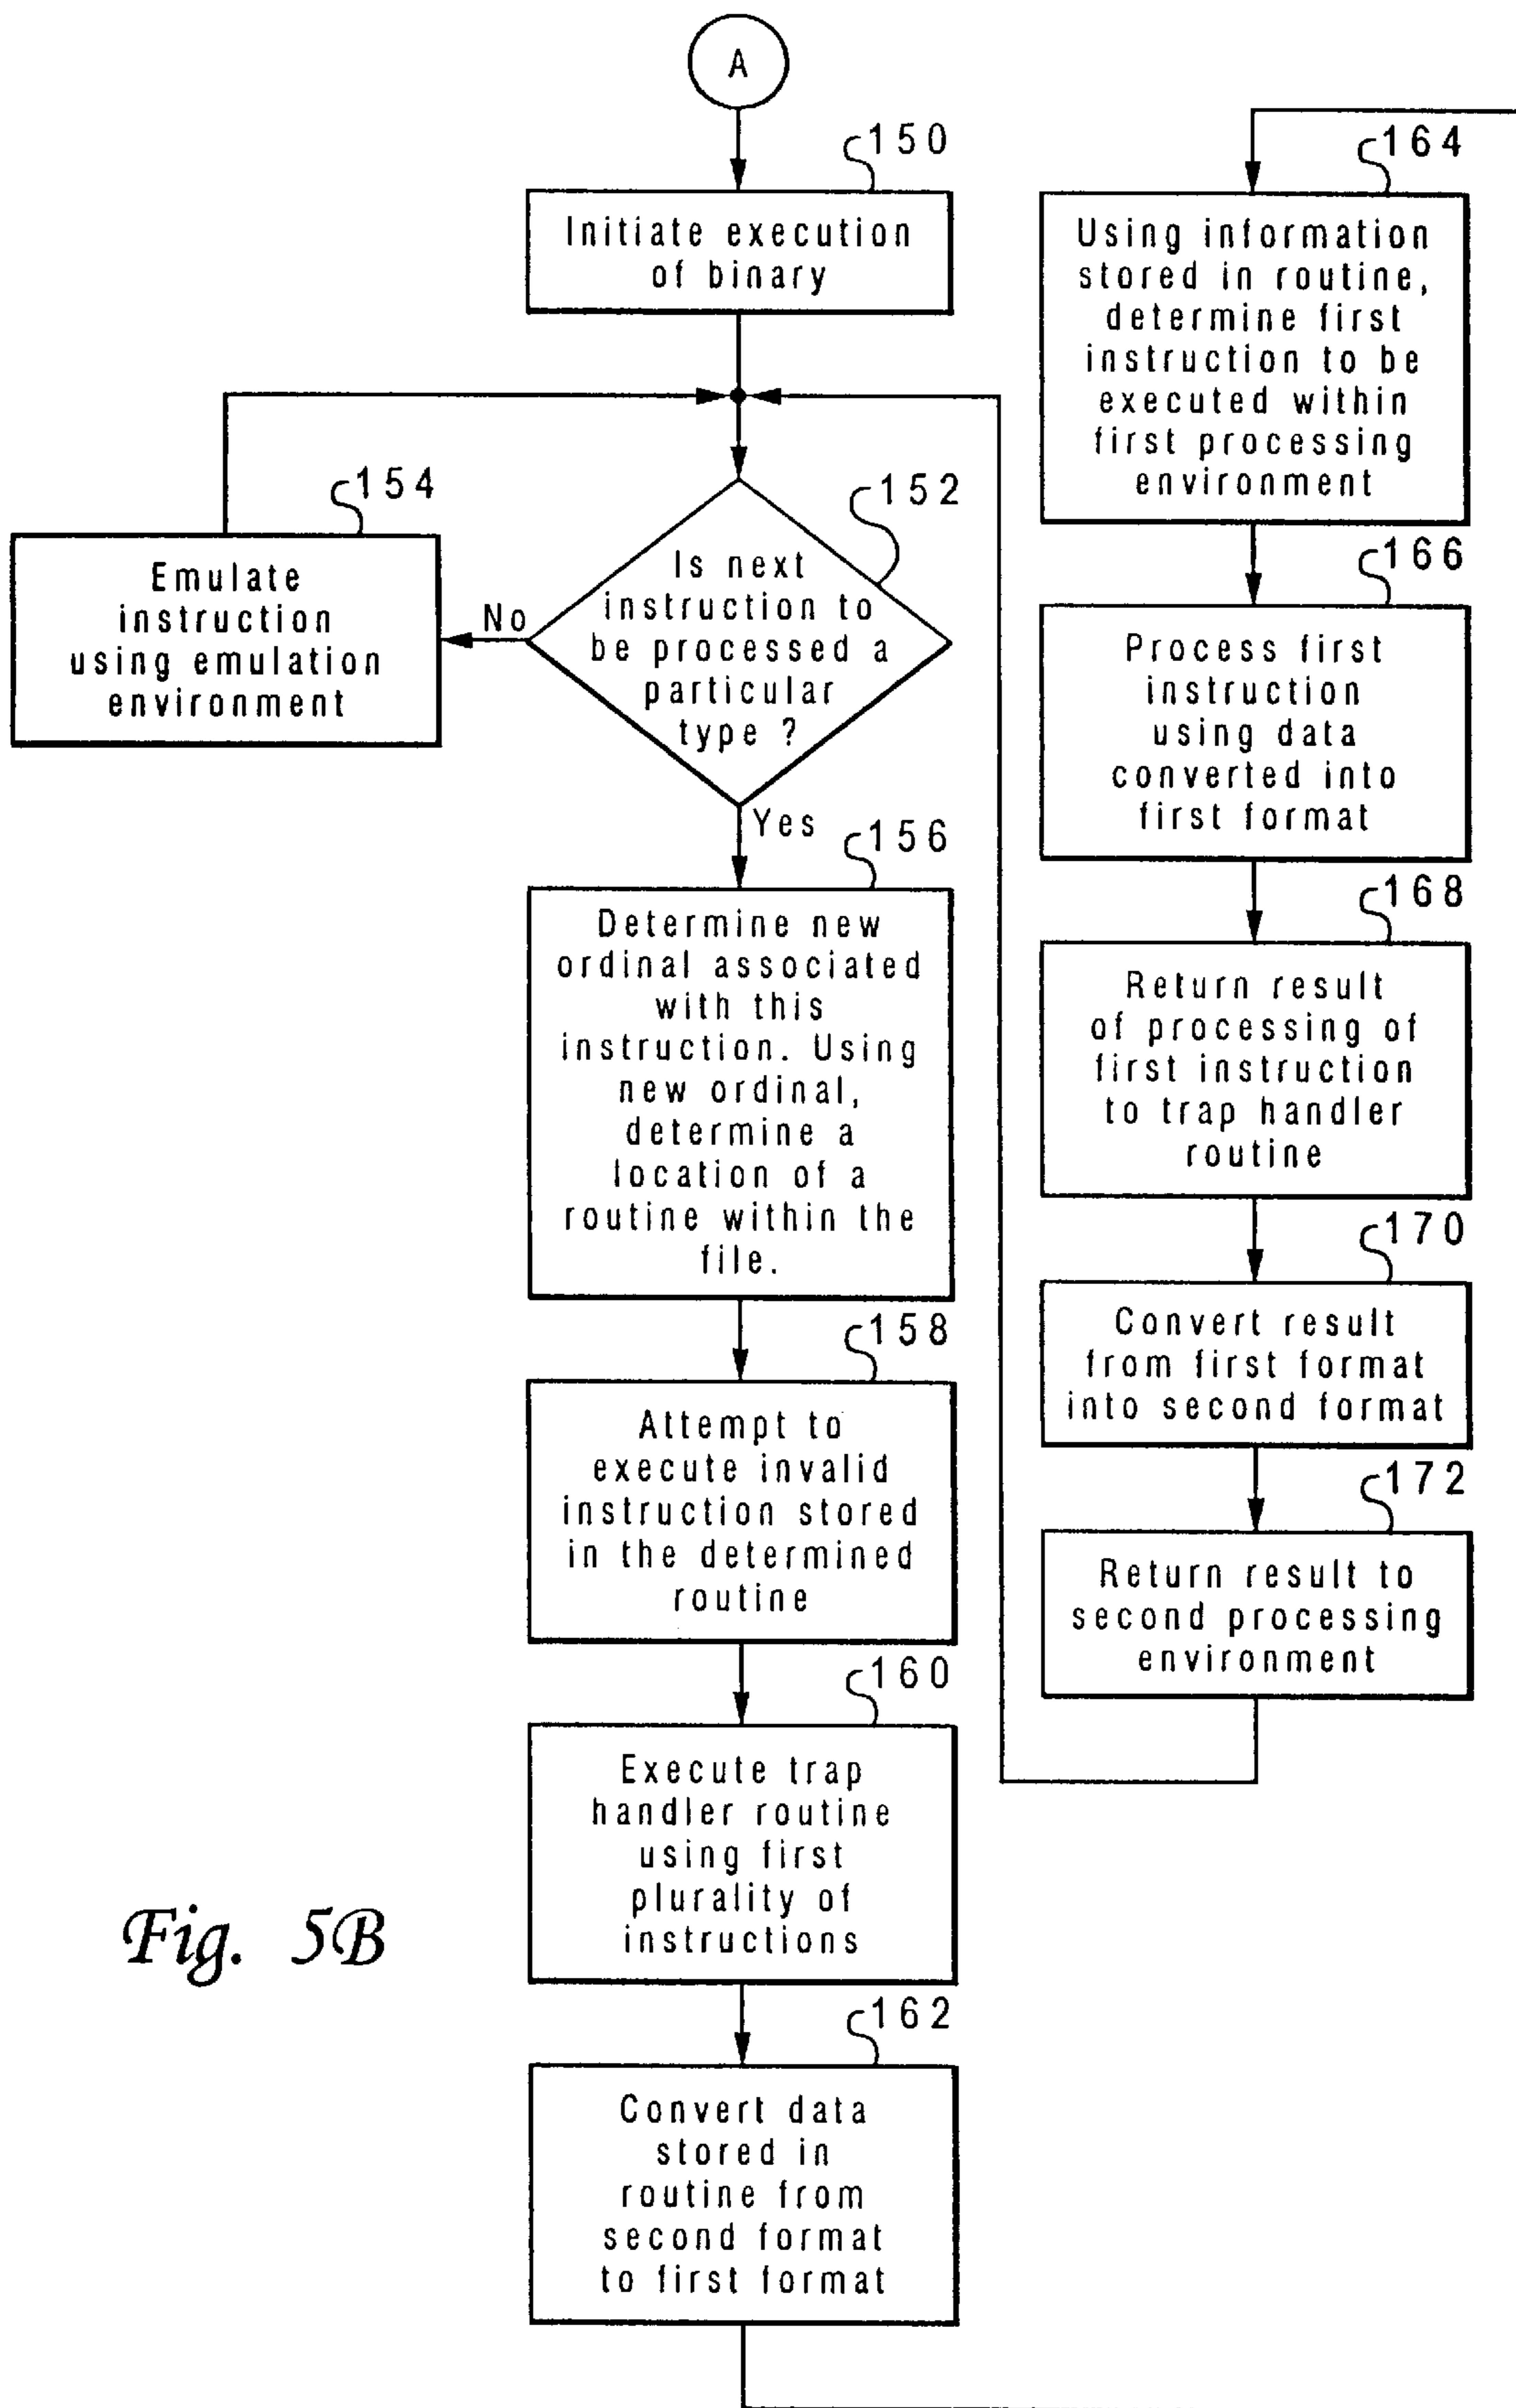 A
150
Initiate execution
of binary
154
Emulate
instruction
using emulation
environment
No
152
Is next
instruction to
be processed a
particular
type ?
Yes
156
Determine new
ordinal associated
with this
instruction. Using
new ordinal,
determine a
location of a
routine within the
file.
158
Attempt to
execute invalid
instruction stored
in the determined
routine
160
Execute trap
handler routine
using first
plurality of
instructions
162
Convert data
stored in
routine from
second format
to first format
164
Using information
stored in routine,
determine first
instruction to be
executed within
first processing
environment
166
Process first
instruction
using data
converted into
first format
168
Return result
of processing of
first instruction
to trap handler
routine
170
Convert result
from first format
into second format
172
Return result to
second processing
environment
Fig. 5B